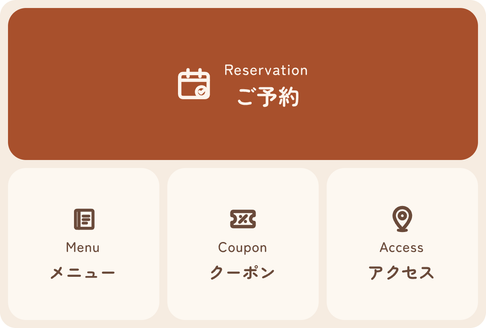 Reservation
ご予約
Menu
メニュー
Coupon
クーポン
Access
アクセス